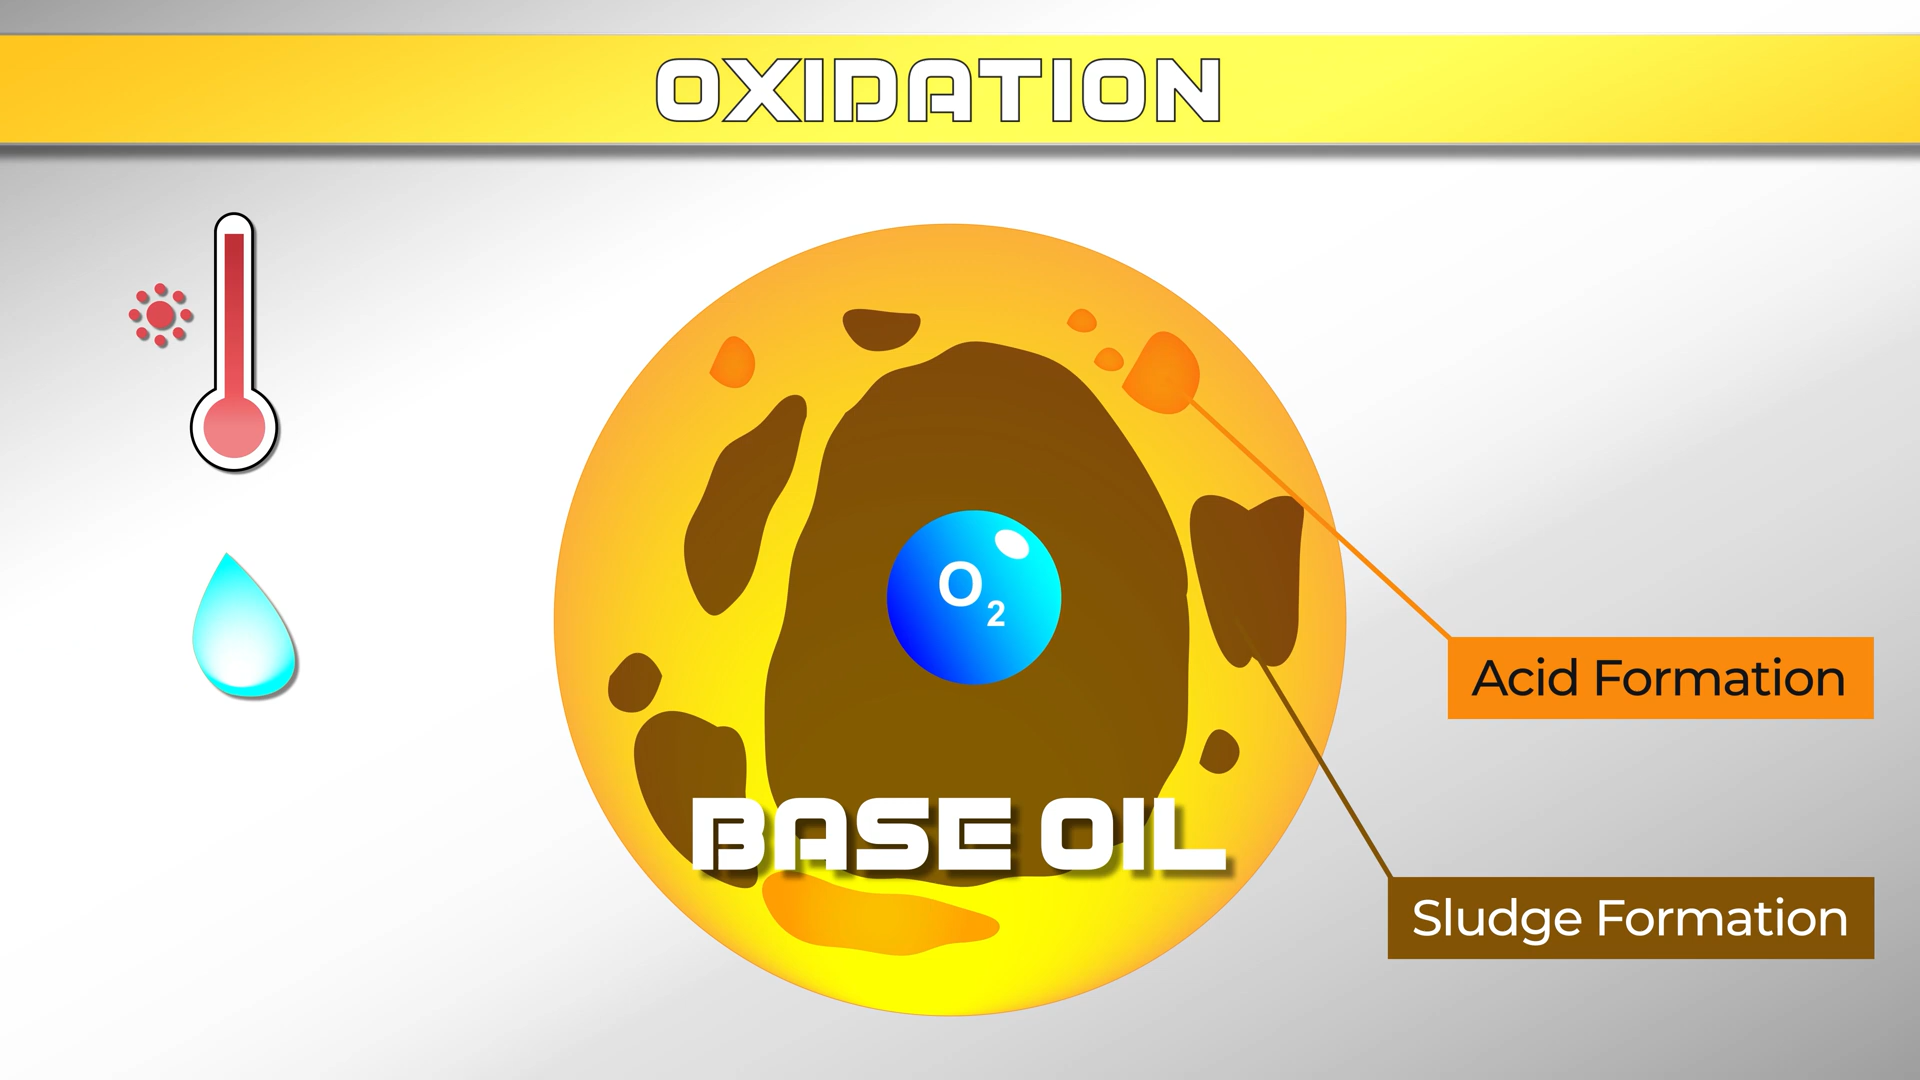 OXIDATION
O2
Acid Formation
BASE OIL
Sludge Formation